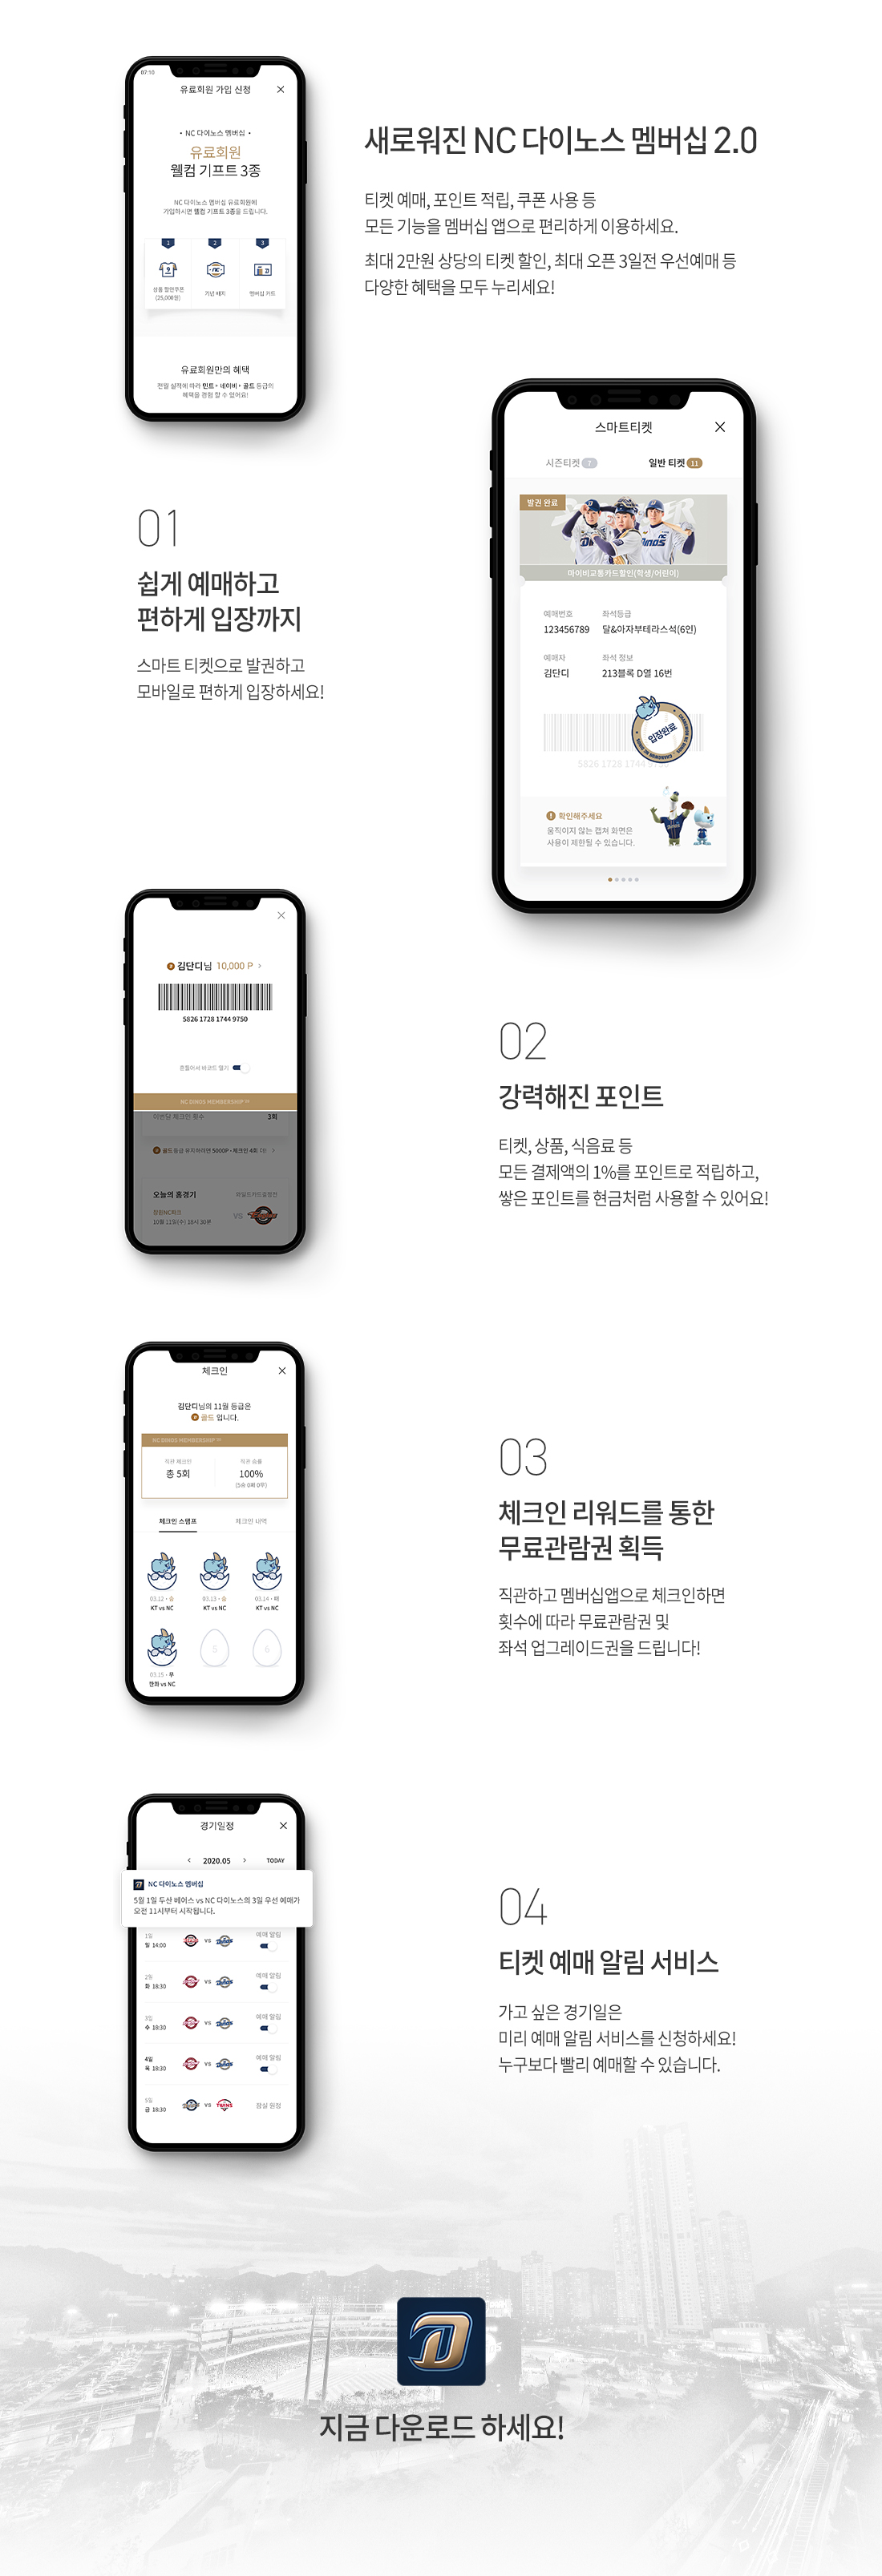 07:10
유료회원 가입 신청
• NC 다이노스 멤버십 •
유료회원
웰컴 기프트 3종
NC 다이노스 멤버십 유료회원에
가입하시면 웰컴 기프트 3종을 드립니다.
1 2 3
상품 할인쿠폰
(25,000원)
기념 배지
멤버십 카드
유료회원만의 혜택
전월 실적에 따라 민트 • 네이비 • 골드 등급의
혜택을 경험 할 수 있어요!
새로워진 NC 다이노스 멤버십 2.0
티켓 예매, 포인트 적립, 쿠폰 사용 등
모든 기능을 멤버십 앱으로 편리하게 이용하세요.
최대 2만원 상당의 티켓 할인, 최대 오픈 3일전 우선예매 등
다양한 혜택을 모두 누리세요!
01
쉽게 예매하고
편하게 입장까지
스마트 티켓으로 발권하고
모바일로 편하게 입장하세요!
스마트티켓
시즌티켓 7
일반 티켓 11
발권 완료
마이비교통카드할인(학생/어린이)
예매번호 좌석등급
123456789 달&아자부테라스석(6인)
예매자 좌석 정보
김단디 213블록 D열 16번
입장완료
5826 1728 1744
확인해주세요
움직이지 않는 캡쳐 화면은
사용이 제한될 수 있습니다.
김단디님 10,000 P >
5826 1728 1744 9750
흔들어서 바코드 열기
NC DINOS MEMBERSHIP
이번달 체크인 횟수 3회
골드등급 유지하려면 5000P • 체크인 4회 더! >
오늘의 홈경기
와일드카드결정전
창원NC파크
10월 11일(수) 18시 30분
VS
02
강력해진 포인트
티켓, 상품, 식음료 등
모든 결제액의 1%를 포인트로 적립하고,
쌓은 포인트를 현금처럼 사용할 수 있어요!
체크인
김단디님의 11월 등급은
골드 입니다.
NC DINOS MEMBERSHIP
직관 체크인 직관 승률
총 5회 100%
(5승 0패 0무)
체크인 스탬프 체크인 내역
03.12 • 승 03.13 • 승 03.14 • 패
KT vs NC KT vs NC KT vs NC
5 6
03.15 • 무
한화 vs NC
03
체크인 리워드를 통한
무료관람권 획득
직관하고 멤버십앱으로 체크인하면
횟수에 따라 무료관람권 및
좌석 업그레이드권을 드립니다!
경기일정
< 2020.05 > TODAY
NC 다이노스 멤버십
5월 1일 두산 베어스 vs NC 다이노스의 3일 우선 예매가
오전 11시부터 시작됩니다.
1일
월 14:00
VS
예매 알림
2일
화 18:30
VS
예매 알림
3일
수 18:30
VS
예매 알림
4일
목 18:30
VS
예매 알림
5일
금 18:30
VS
TWINS
잠실 원정
04
티켓 예매 알림 서비스
가고 싶은 경기일은
미리 예매 알림 서비스를 신청하세요!
누구보다 빨리 예매할 수 있습니다.
D
지금 다운로드 하세요!